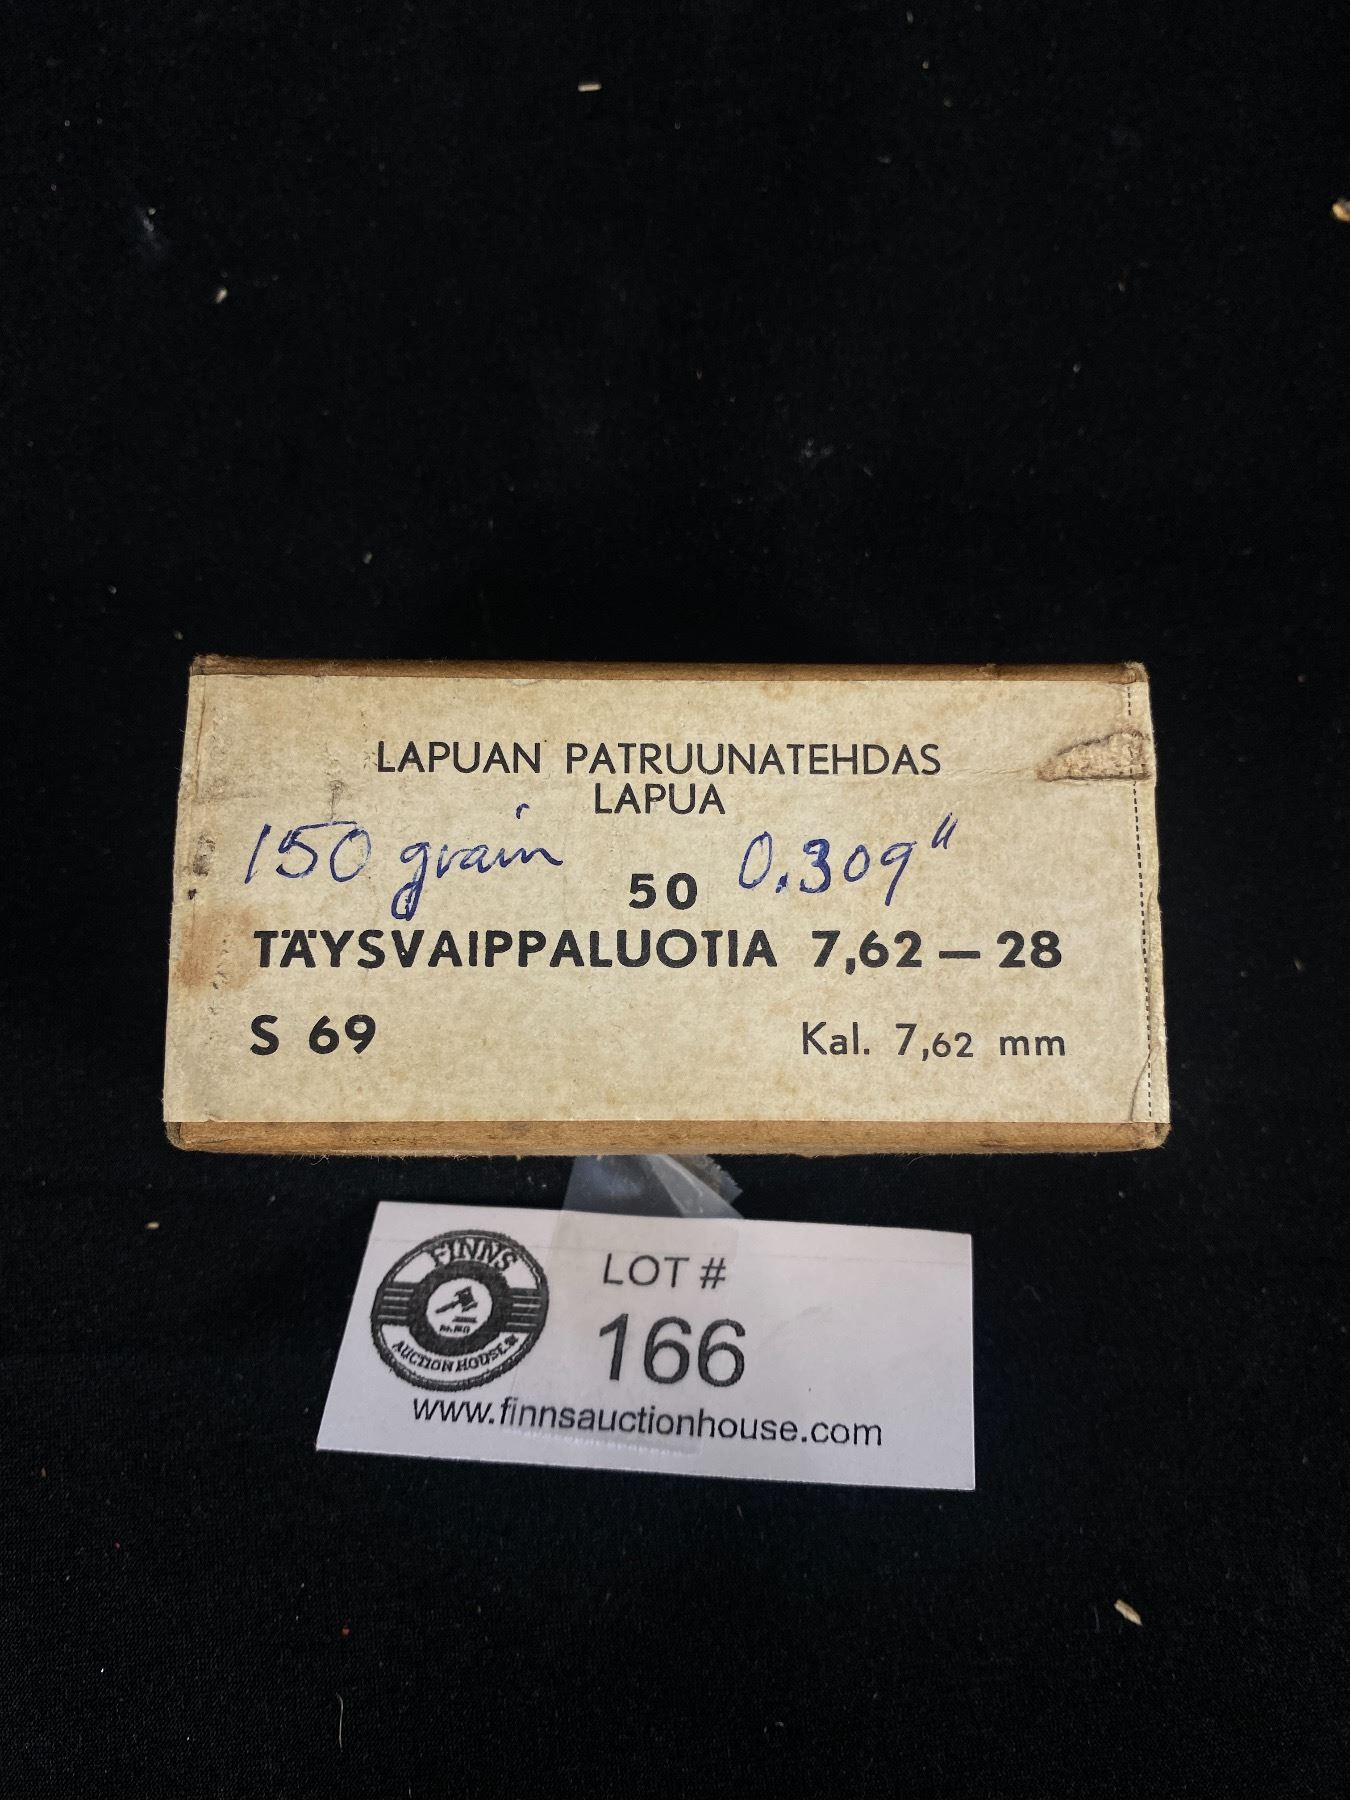 LAPUAN PATRUUNATEHDAS
LAPUA
150 grain 0.309"
50
TÄYSVAIPPALUOTIA 7,62 — 28
S 69 Kal. 7,62 mm
FINNS
AUCTION HOUSE
LOT #
166
www.finnsauctionhouse.com